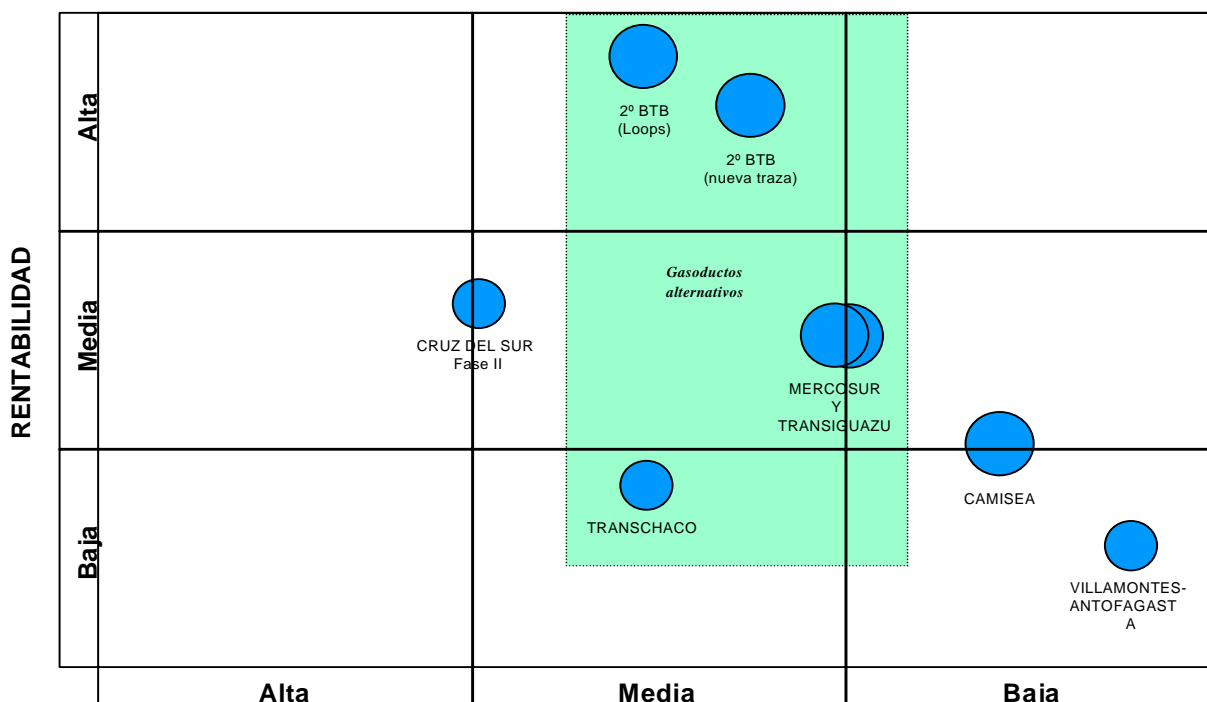 RENTABILIDAD
Alta
Media
Baja
2º BTB
(Loops)
2º BTB
(nueva traza)
Gasoductos
alternativos
CRUZ DEL SUR
Fase II
MERCOSUR
Y
TRANSIGUAZU
CAMISEA
TRANSCHACO
VILLAMONTES-
ANTOFAGAST
A
Alta
Media
Baja